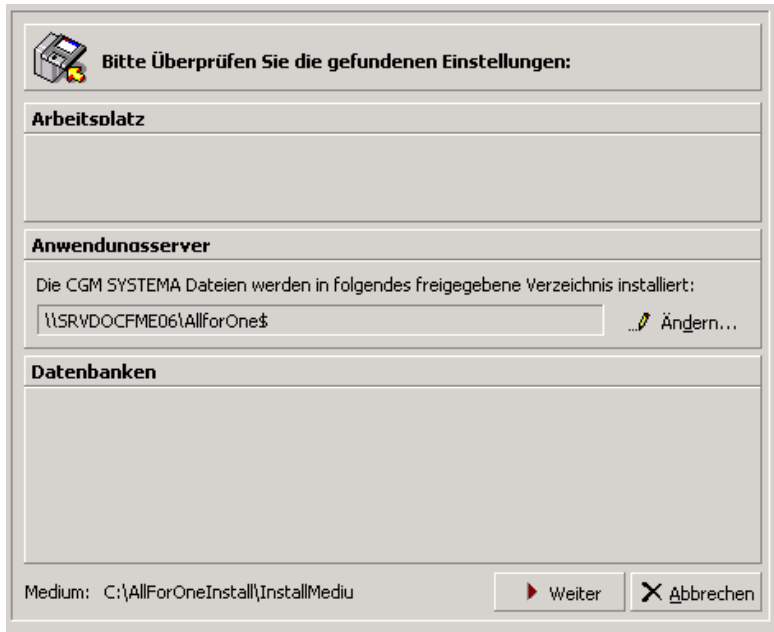 Bitte Überprüfen Sie die gefundenen Einstellungen:
Arbeitsplatz
Anwendungsserver
Die CGM SYSTEMA Dateien werden in folgendes freigegebene Verzeichnis installiert:
\\SRVDOCFME06\AllforOne$
...Ändern...
Datenbanken
Medium: C:\AllForOneInstall\InstallMediu
Weiter
Abbrechen